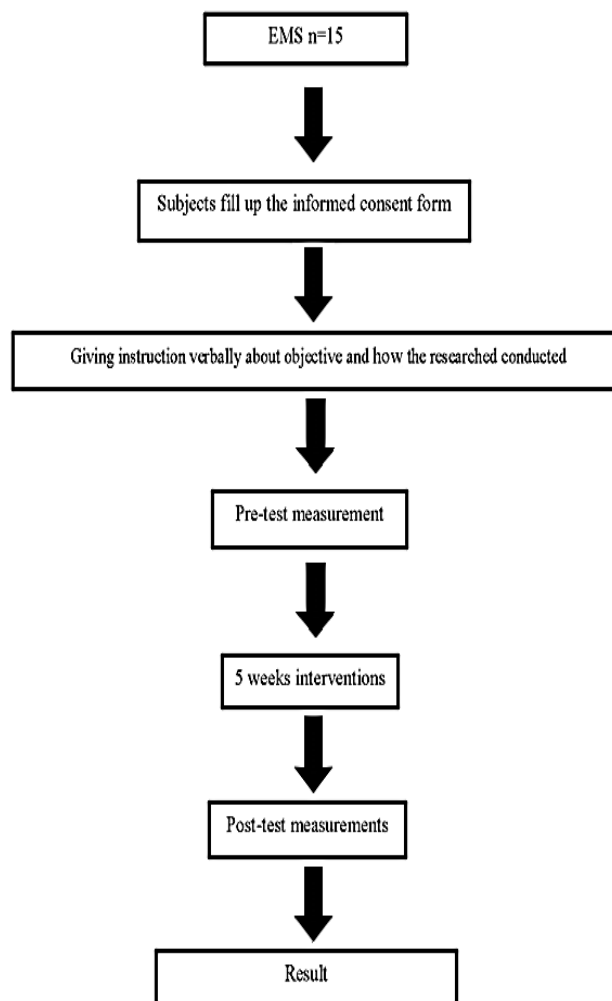 EMS n=15
Subjects fill up the informed consent form
Giving instruction verbally about objective and how the researched conducted
Pre-test measurement
5 weeks interventions
Post-test measurements
Result